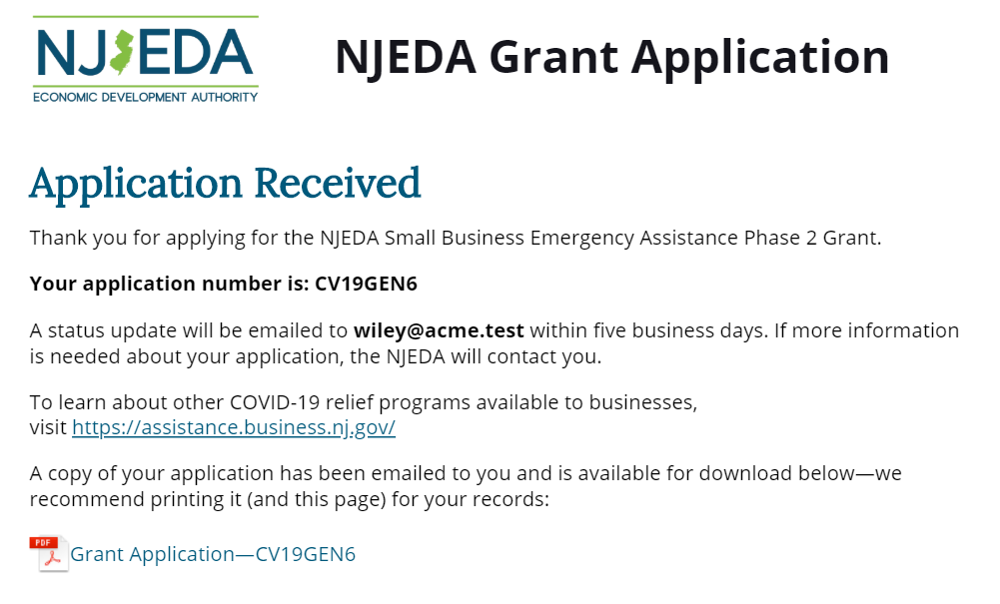 NJEDA
ECONOMIC DEVELOPMENT AUTHORITY
NJEDA Grant Application
Application Received
Thank you for applying for the NJEDA Small Business Emergency Assistance Phase 2 Grant.
Your application number is: CV19GEN6
A status update will be emailed to wiley@acme.test within five business days. If more information
is needed about your application, the NJEDA will contact you.
To learn about other COVID-19 relief programs available to businesses,
visit https://assistance.business.nj.gov/
A copy of your application has been emailed to you and is available for download below—we
recommend printing it (and this page) for your records:
PDF
Grant Application—CV19GEN6